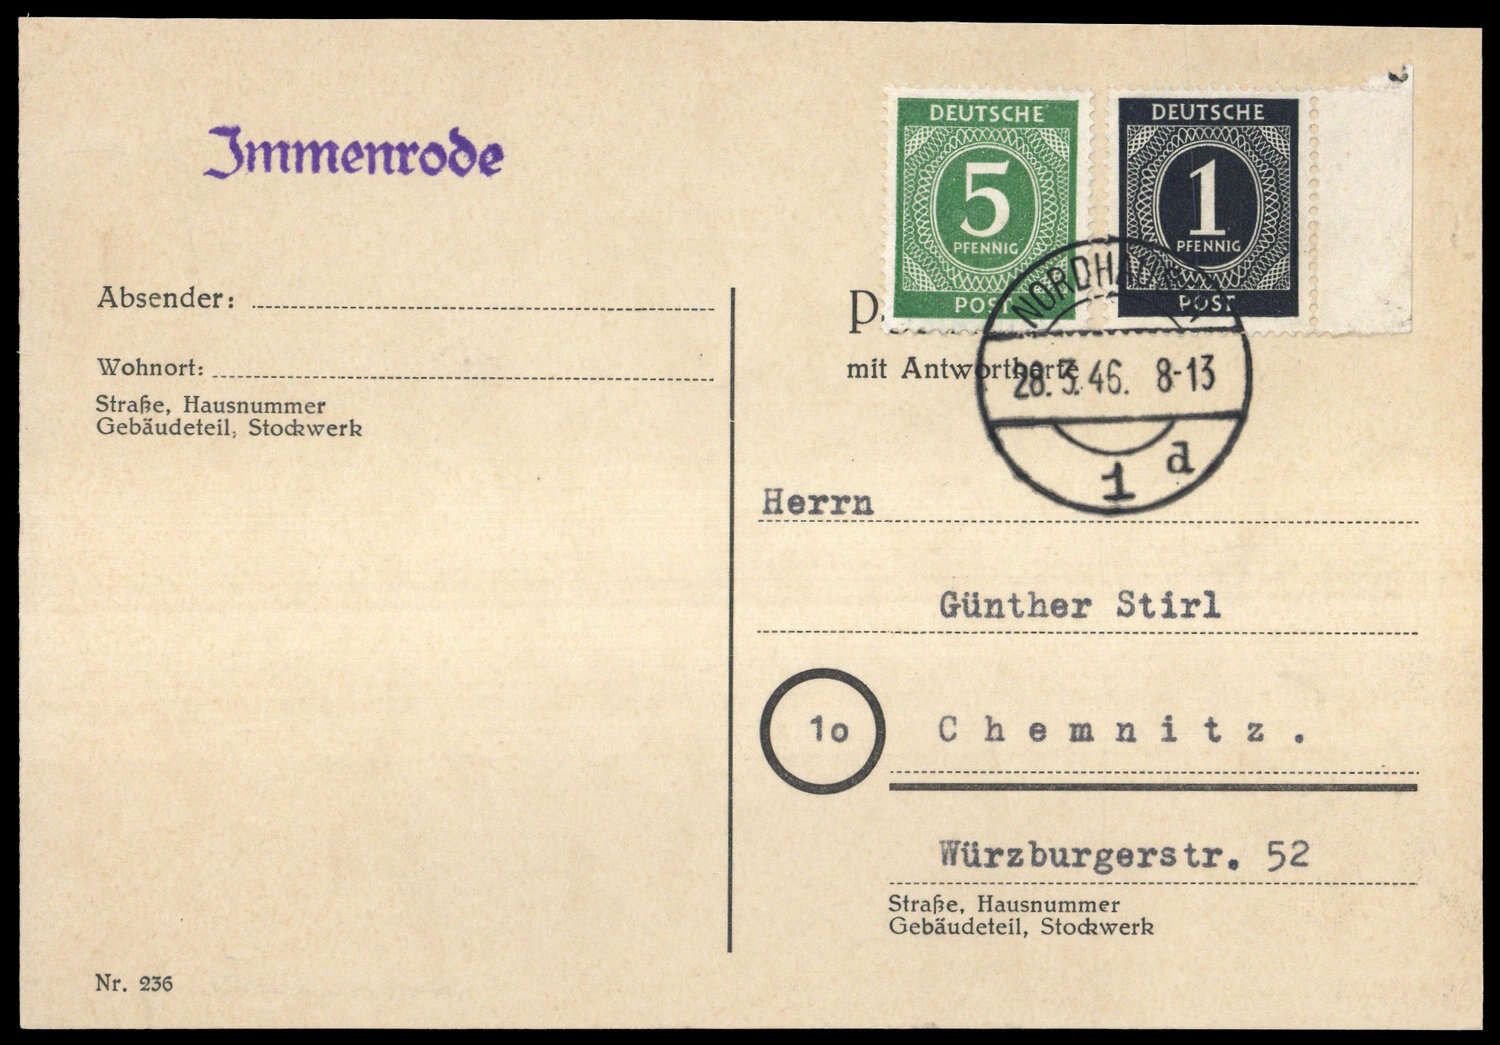 Immenrode
DEUTSCHE
5
PFENNIG
POST
DEUTSCHE
1
PFENNIG
POST
28.3.46. 8-13
1 d
Absender:
Wohnort:
Straße, Hausnummer
Gebäudeteil, Stockwerk
mit Antwortkarte
Herrn
Günther Stirl
1o
Chemnitz.
Würzburgerstr. 52
Straße, Hausnummer
Gebäudeteil, Stockwerk
Nr. 236